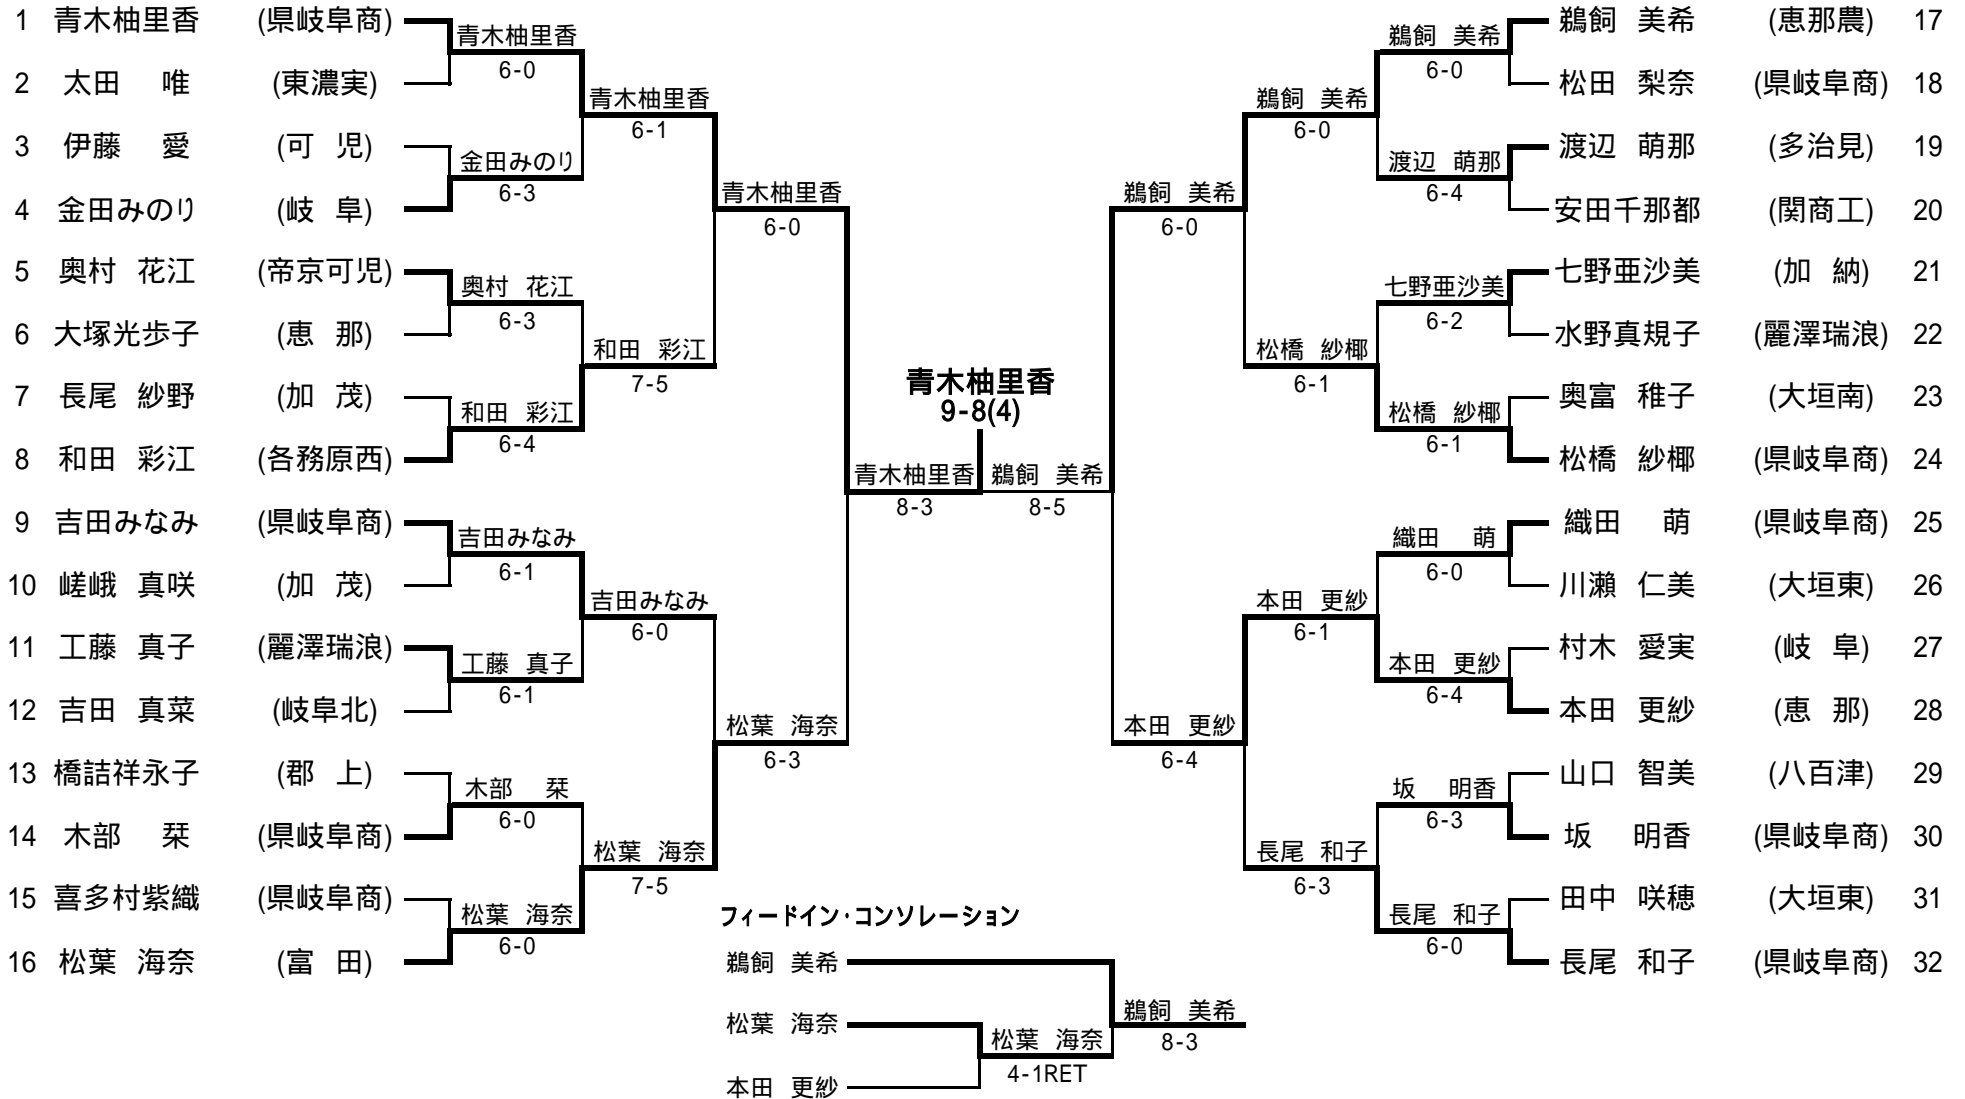 1 青木柚里香 (県岐阜商)
2 太田 唯 (東濃実)
3 伊藤 愛 (可 児)
4 金田みのり (岐 阜)
5 奥村 花江 (帝京可児)
6 大塚光歩子 (恵 那)
7 長尾 紗野 (加 茂)
8 和田 彩江 (各務原西)
9 吉田みなみ (県岐阜商)
10 嵯峨 真咲 (加 茂)
11 工藤 真子 (麗澤瑞浪)
12 吉田 真菜 (岐阜北)
13 橋詰祥永子 (郡 上)
14 木部 栞 (県岐阜商)
15 喜多村紫織 (県岐阜商)
16 松葉 海奈 (富 田)
青木柚里香
6-0
金田みのり
6-3
奥村 花江
6-3
和田 彩江
6-4
吉田みなみ
6-1
工藤 真子
6-1
木部 栞
6-0
松葉 海奈
6-0
青木柚里香
6-1
和田 彩江
7-5
吉田みなみ
6-0
松葉 海奈
7-5
青木柚里香
6-0
松葉 海奈
6-3
青木柚里香
8-3
青木柚里香
9-8(4)
鵜飼 美希
8-5
鵜飼 美希
6-0
本田 更紗
6-4
鵜飼 美希
6-0
松橋 紗椰
6-1
本田 更紗
6-1
長尾 和子
6-3
鵜飼 美希
6-0
渡辺 萌那
6-4
七野亜沙美
6-2
松橋 紗椰
6-1
織田 萌
6-0
本田 更紗
6-4
坂 明香
6-3
長尾 和子
6-0
鵜飼 美希 (恵那農) 17
松田 梨奈 (県岐阜商) 18
渡辺 萌那 (多治見) 19
安田千那都 (関商工) 20
七野亜沙美 (加 納) 21
水野真規子 (麗澤瑞浪) 22
奥富 稚子 (大垣南) 23
松橋 紗椰 (県岐阜商) 24
織田 萌 (県岐阜商) 25
川瀬 仁美 (大垣東) 26
村木 愛実 (岐 阜) 27
本田 更紗 (恵 那) 28
山口 智美 (八百津) 29
坂 明香 (県岐阜商) 30
田中 咲穂 (大垣東) 31
長尾 和子 (県岐阜商) 32
フィードイン・コンソレーション
鵜飼 美希
松葉 海奈
本田 更紗
松葉 海奈
4-1RET
鵜飼 美希
8-3